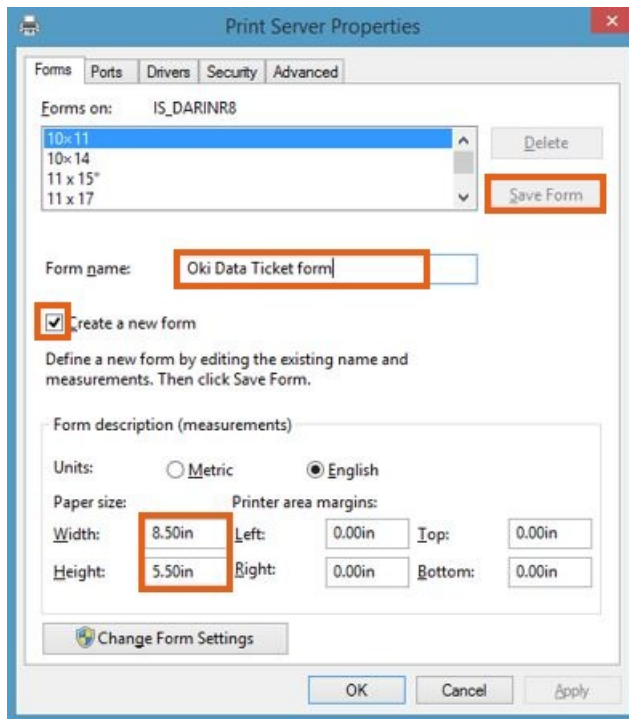 Print Server Properties
Forms Ports Drivers Security Advanced
Forms on: IS_DARINR8
10×11
10×14
11 x 15"
11 x 17
Delete
Save Form
Form name: Oki Data Ticket form
Create a new form
Define a new form by editing the existing name and
measurements. Then click Save Form.
Form description (measurements)
Units: Metric English
Paper size: Printer area margins:
Width: 8.50in Left: 0.00in Top: 0.00in
Height: 5.50in Right: 0.00in Bottom: 0.00in
Change Form Settings
OK Cancel Apply